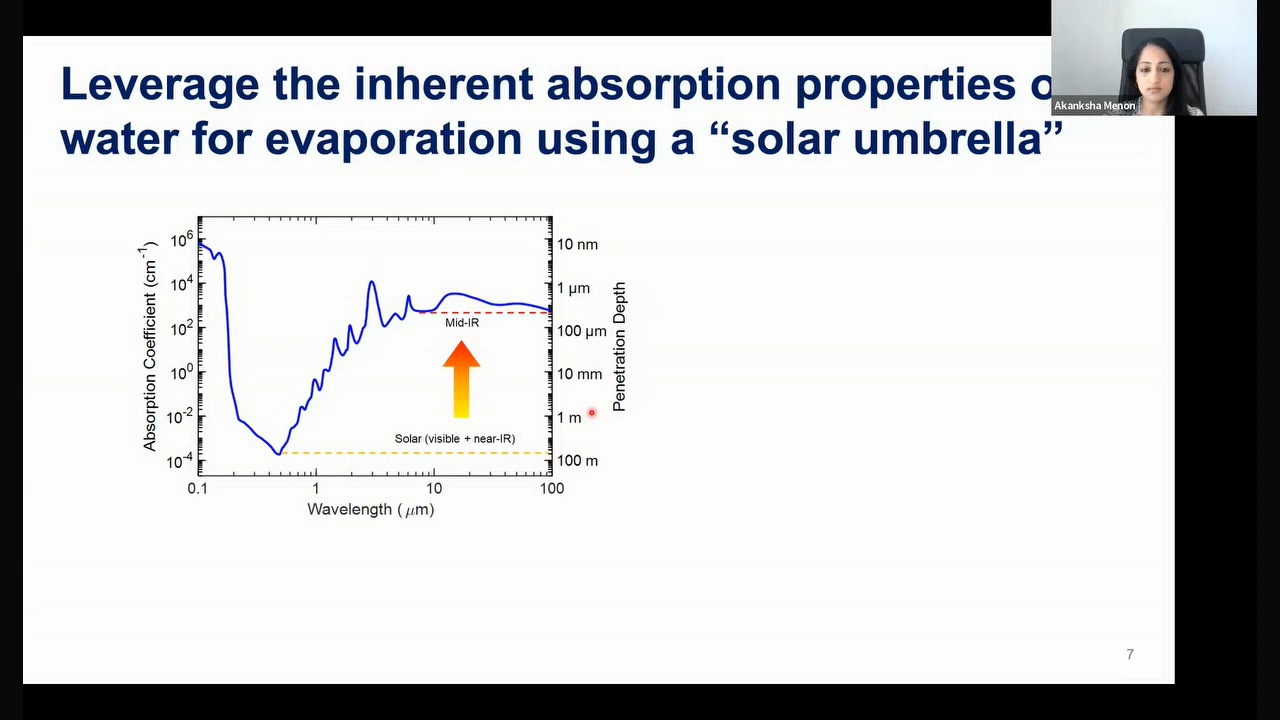 Leverage the inherent absorption properties
water for evaporation using a “solar umbrella”
Akanksha Menon
Absorption Coefficient (cm⁻¹)
10⁶
10⁴
10²
10⁰
10⁻²
10⁻⁴
10 nm
1 μm
100 μm
10 mm
1 m
100 m
Penetration Depth
Mid-IR
Solar (visible + near-IR)
0.1
1
10
100
Wavelength (μm)
7